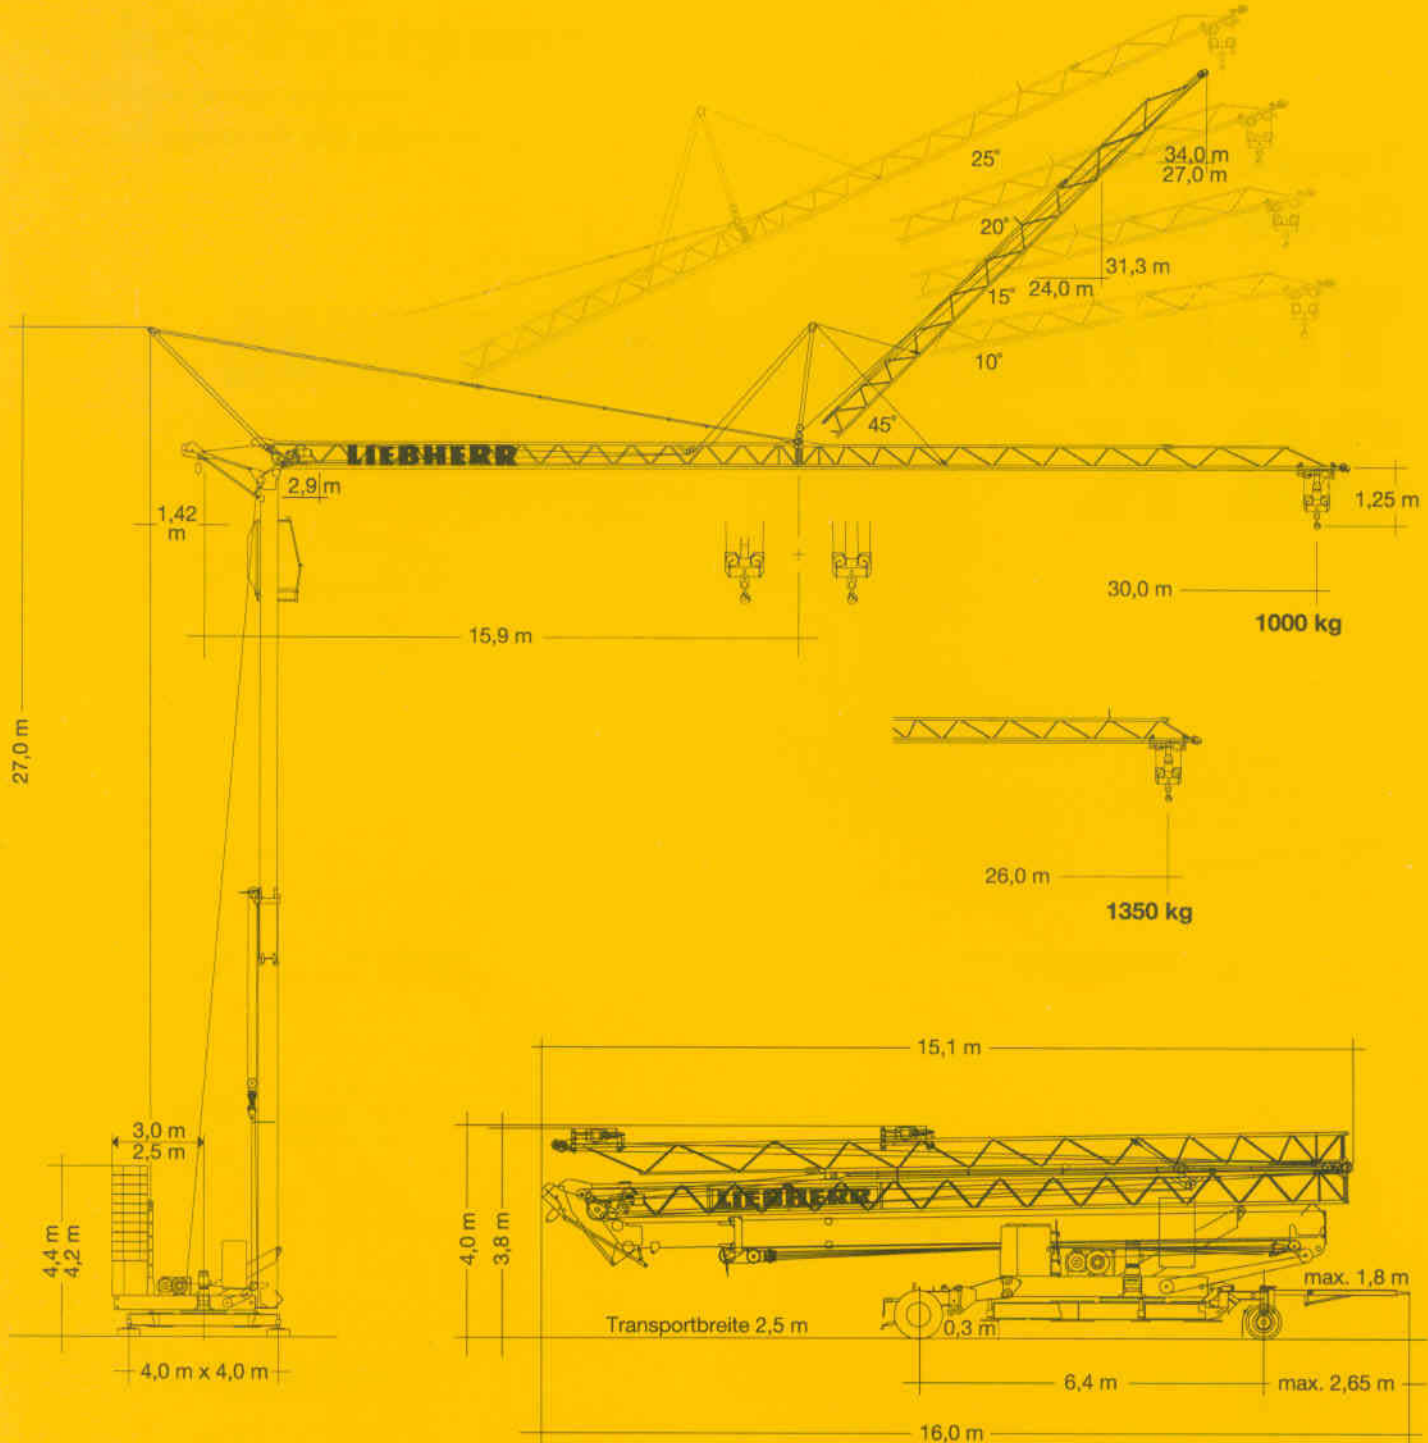 25°
34,0 m
27,0 m
20°
31,3 m
15°
24,0 m
10°
45°
LIEBHERR
2,9 m
1,42
m
1,25 m
30,0 m
1000 kg
15,9 m
27,0 m
26,0 m
1350 kg
15,1 m
3,0 m
2,5 m
4,4 m
4,2 m
4,0 m
3,8 m
LIEBHERR
max. 1,8 m
Transportbreite 2,5 m
0,3 m
4,0 m x 4,0 m
6,4 m
max. 2,65 m
16,0 m